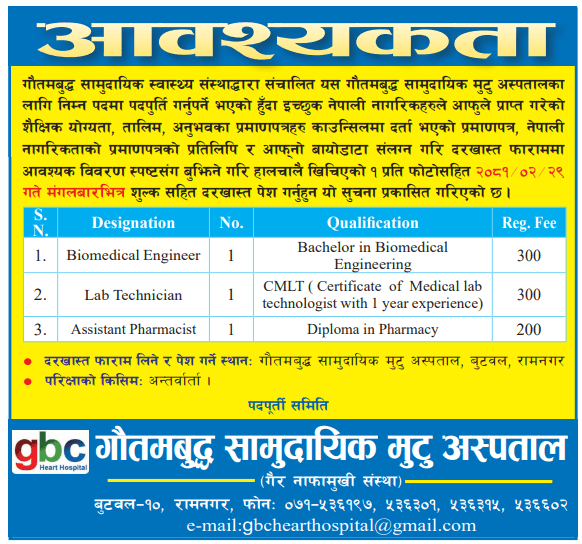 आवश्यकता
गौतमबुद्ध सामुदायिक स्वास्थ्य संस्थाद्वारा संचालित यस गौतमबुद्ध सामुदायिक मुटु अस्पतालका
लागि निम्न पदमा पदपुर्ति गर्नुपर्ने भएको हुँदा इच्छुक नेपाली नागरिकहरुले आफुले प्राप्त गरेको
शैक्षिक योग्यता, तालिम, अनुभवका प्रमाणपत्रहरु काउन्सिलमा दर्ता भएको प्रमाणपत्र, नेपाली
नागरिकताको प्रमाणपत्रको प्रतिलिपि र आफ्नो बायोडाटा संलग्न गरि दरखास्त फाराममा
आवश्यक विवरण स्पष्टसंग बुझिने गरि हालचालै खिचिएको १ प्रति फोटोसहित २०८१/०२/२९
गते मंगलबारभित्र शुल्क सहित दरखास्त पेश गर्नुहुन यो सुचना प्रकासित गरिएको छ।
S. N. Designation No. Qualification Reg. Fee
1. Biomedical Engineer 1 Bachelor in Biomedical Engineering 300
2. Lab Technician 1 CMLT ( Certificate of Medical lab technologist with 1 year experience) 300
3. Assistant Pharmacist 1 Diploma in Pharmacy 200
● दरखास्त फाराम लिने र पेश गर्ने स्थान: गौतमबुद्ध सामुदायिक मुटु अस्पताल, बुटवल, रामनगर
● परिक्षाको किसिम: अन्तर्वार्ता ।
पदपूर्ती समिति
gbc
Heart Hospital
गौतमबुद्ध सामुदायिक मुटु अस्पताल
(गैर नाफामुखी संस्था)
बुटवल-१०, रामनगर, फोन: ०७१-५३६१९७, ५३६३०१, ५३६३१५, ५३६६०२
e-mail:gbchearthospital@gmail.com